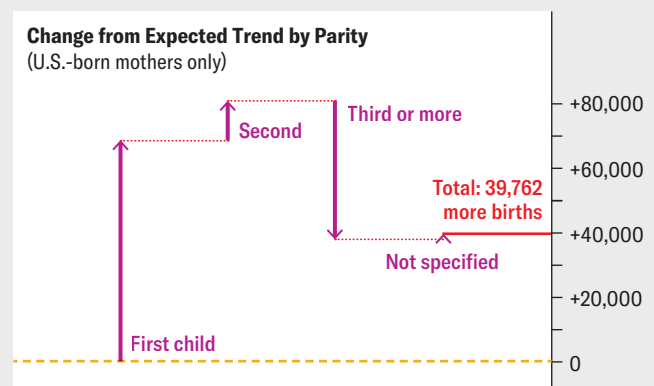 Change from Expected Trend by Parity
(U.S.-born mothers only)
+80,000
Third or more
Second
+60,000
Total: 39,762
more births
+40,000
Not specified
+20,000
First child
0